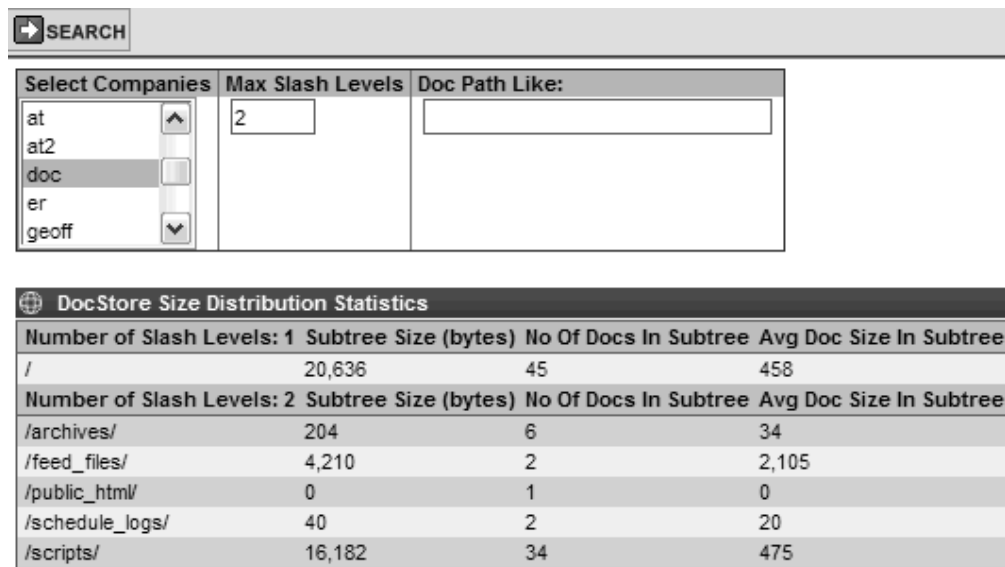 SEARCH
Select Companies Max Slash Levels Doc Path Like:
at
at2
doc
er
geoff
2
DocStore Size Distribution Statistics
Number of Slash Levels: 1 Subtree Size (bytes) No Of Docs In Subtree Avg Doc Size In Subtree
/ 20,636 45 458
Number of Slash Levels: 2 Subtree Size (bytes) No Of Docs In Subtree Avg Doc Size In Subtree
/archives/ 204 6 34
/feed_files/ 4,210 2 2,105
/public_html/ 0 1 0
/schedule_logs/ 40 2 20
/scripts/ 16,182 34 475